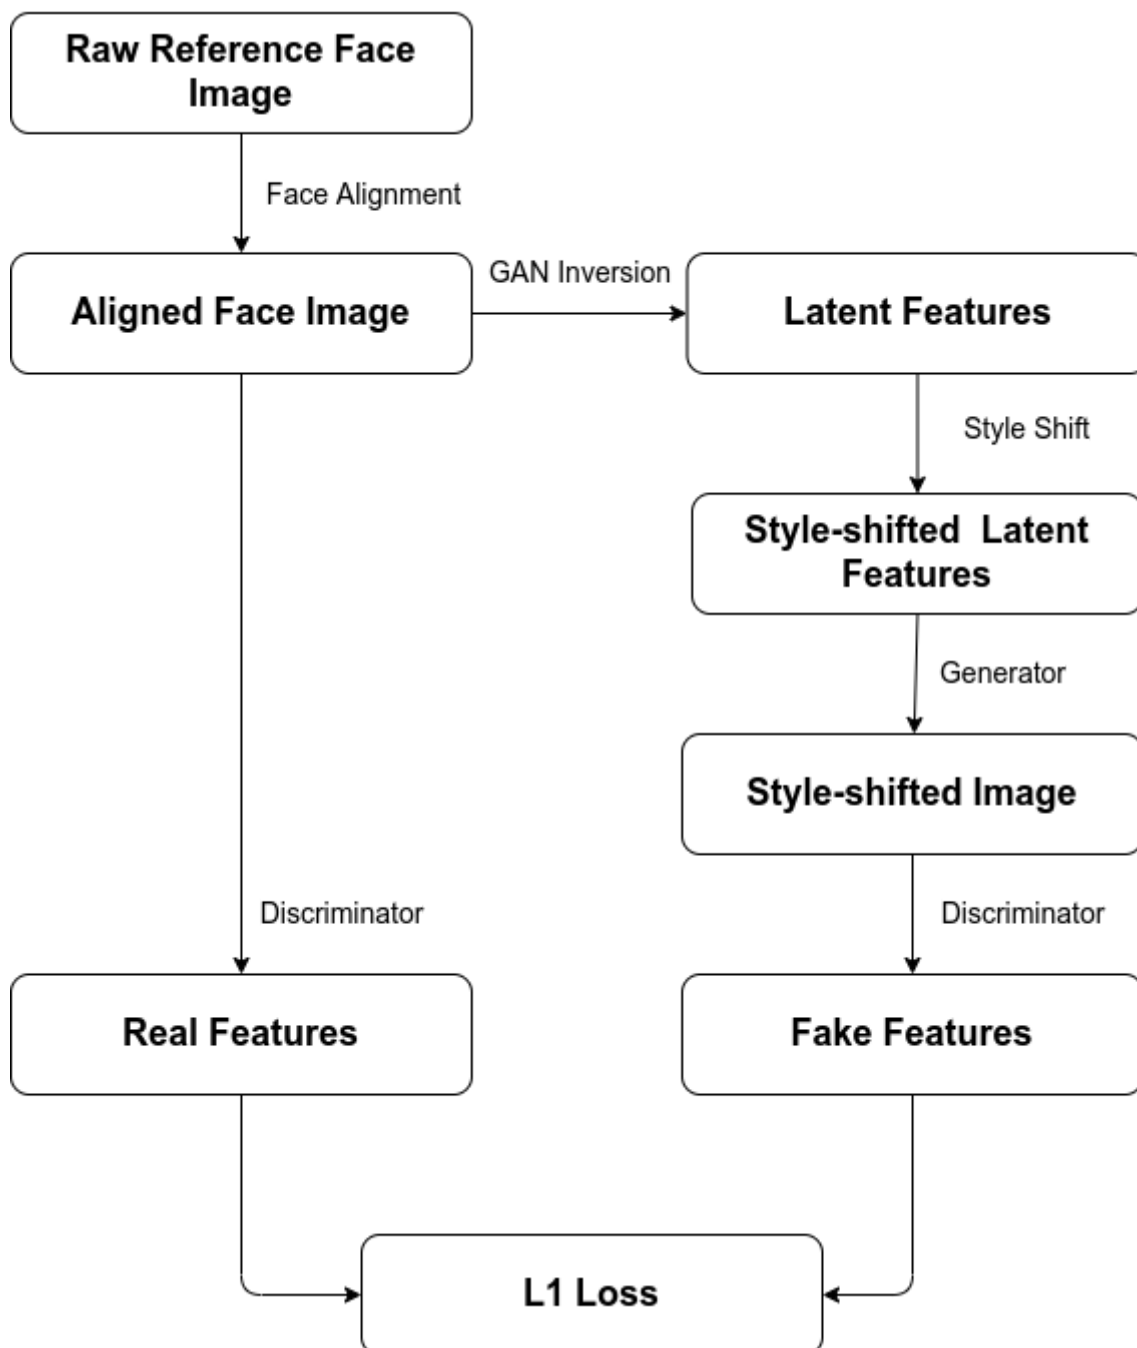 Raw Reference Face
Image
Face Alignment
Aligned Face Image
GAN Inversion
Latent Features
Style Shift
Style-shifted  Latent
Features
Generator
Style-shifted Image
Discriminator
Discriminator
Real Features
Fake Features
L1 Loss